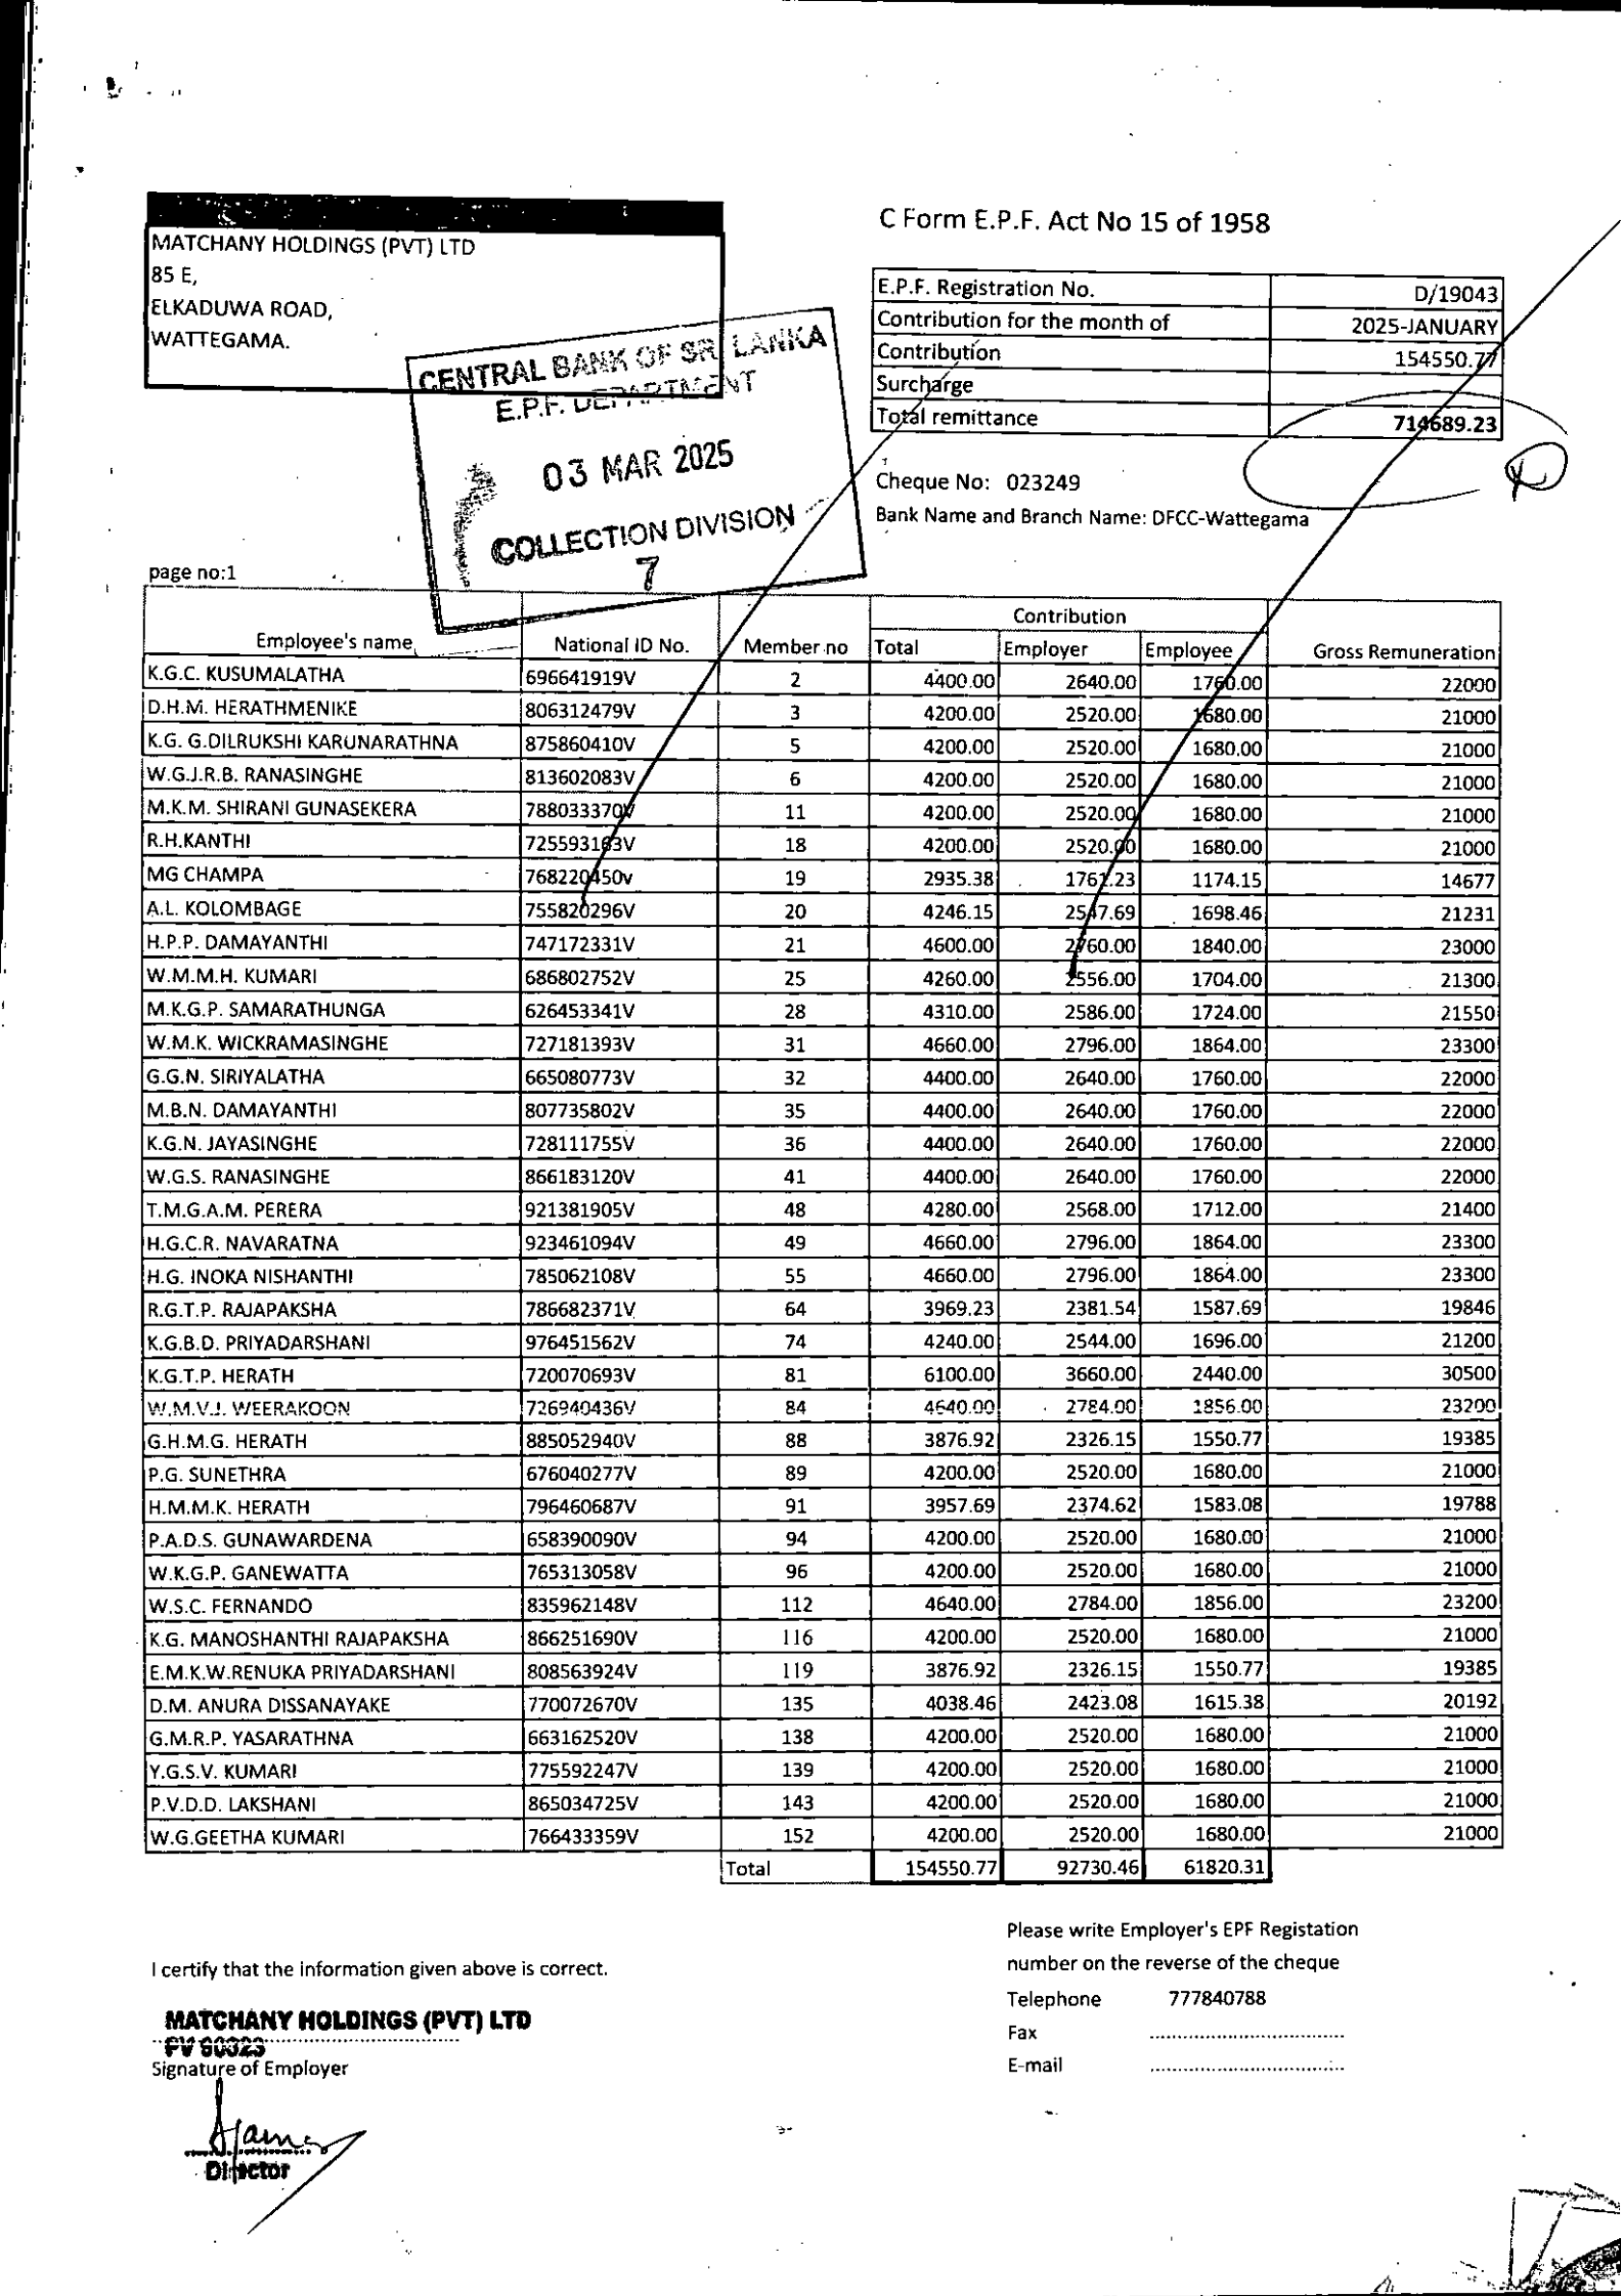 MATCHANY HOLDINGS (PVT) LTD
85 E,
ELKADUWA ROAD,
WATTEGAMA.
C Form E.P.F. Act No 15 of 1958
E.P.F. Registration No. D/19043
Contribution for the month of 2025-JANUARY
Contribution 154550.77
Surcharge
Total remittance 714689.23
CENTRAL BANK OF SRI LANKA
E.P.F. DEPARTMENT
03 MAR 2025
COLLECTION DIVISION
7
Cheque No: 023249
Bank Name and Branch Name: DFCC-Wattegama
page no:1
Contribution
Employee's name National ID No. Member no Total Employer Employee Gross Remuneration
K.G.C. KUSUMALATHA 696641919V 2 4400.00 2640.00 1760.00 22000
D.H.M. HERATHMENIKE 806312479V 3 4200.00 2520.00 1680.00 21000
K.G. G.DILRUKSHI KARUNARATHNA 875860410V 5 4200.00 2520.00 1680.00 21000
W.G.J.R.B. RANASINGHE 813602083V 6 4200.00 2520.00 1680.00 21000
M.K.M. SHIRANI GUNASEKERA 788033370V 11 4200.00 2520.00 1680.00 21000
R.H.KANTHI 725593163V 18 4200.00 2520.00 1680.00 21000
MG CHAMPA 768220450v 19 2935.38 1761.23 1174.15 14677
A.L. KOLOMBAGE 755820296V 20 4246.15 2547.69 1698.46 21231
H.P.P. DAMAYANTHI 747172331V 21 4600.00 2760.00 1840.00 23000
W.M.M.H. KUMARI 686802752V 25 4260.00 2556.00 1704.00 21300
M.K.G.P. SAMARATHUNGA 626453341V 28 4310.00 2586.00 1724.00 21550
W.M.K. WICKRAMASINGHE 727181393V 31 4660.00 2796.00 1864.00 23300
G.G.N. SIRIYALATHA 665080773V 32 4400.00 2640.00 1760.00 22000
M.B.N. DAMAYANTHI 807735802V 35 4400.00 2640.00 1760.00 22000
K.G.N. JAYASINGHE 728111755V 36 4400.00 2640.00 1760.00 22000
W.G.S. RANASINGHE 866183120V 41 4400.00 2640.00 1760.00 22000
T.M.G.A.M. PERERA 921381905V 48 4280.00 2568.00 1712.00 21400
H.G.C.R. NAVARATNA 923461094V 49 4660.00 2796.00 1864.00 23300
H.G. INOKA NISHANTHI 785062108V 55 4660.00 2796.00 1864.00 23300
R.G.T.P. RAJAPAKSHA 786682371V 64 3969.23 2381.54 1587.69 19846
K.G.B.D. PRIYADARSHANI 976451562V 74 4240.00 2544.00 1696.00 21200
K.G.T.P. HERATH 720070693V 81 6100.00 3660.00 2440.00 30500
W.M.V.J. WEERAKOON 726940436V 84 4640.00 2784.00 1856.00 23200
G.H.M.G. HERATH 885052940V 88 3876.92 2326.15 1550.77 19385
P.G. SUNETHRA 676040277V 89 4200.00 2520.00 1680.00 21000
H.M.M.K. HERATH 796460687V 91 3957.69 2374.62 1583.08 19788
P.A.D.S. GUNAWARDENA 658390090V 94 4200.00 2520.00 1680.00 21000
W.K.G.P. GANEWATTA 765313058V 96 4200.00 2520.00 1680.00 21000
W.S.C. FERNANDO 835962148V 112 4640.00 2784.00 1856.00 23200
K.G. MANOSHANTHI RAJAPAKSHA 866251690V 116 4200.00 2520.00 1680.00 21000
E.M.K.W.RENUKA PRIYADARSHANI 808563924V 119 3876.92 2326.15 1550.77 19385
D.M. ANURA DISSANAYAKE 770072670V 135 4038.46 2423.08 1615.38 20192
G.M.R.P. YASARATHNA 663162520V 138 4200.00 2520.00 1680.00 21000
Y.G.S.V. KUMARI 775592247V 139 4200.00 2520.00 1680.00 21000
P.V.D.D. LAKSHANI 865034725V 143 4200.00 2520.00 1680.00 21000
W.G.GEETHA KUMARI 766433359V 152 4200.00 2520.00 1680.00 21000
Total 154550.77 92730.46 61820.31
Please write Employer's EPF Registation
number on the reverse of the cheque
I certify that the information given above is correct.
Telephone 777840788
MATCHANY HOLDINGS (PVT) LTD
PV 90323
Fax
Signature of Employer
E-mail
Director